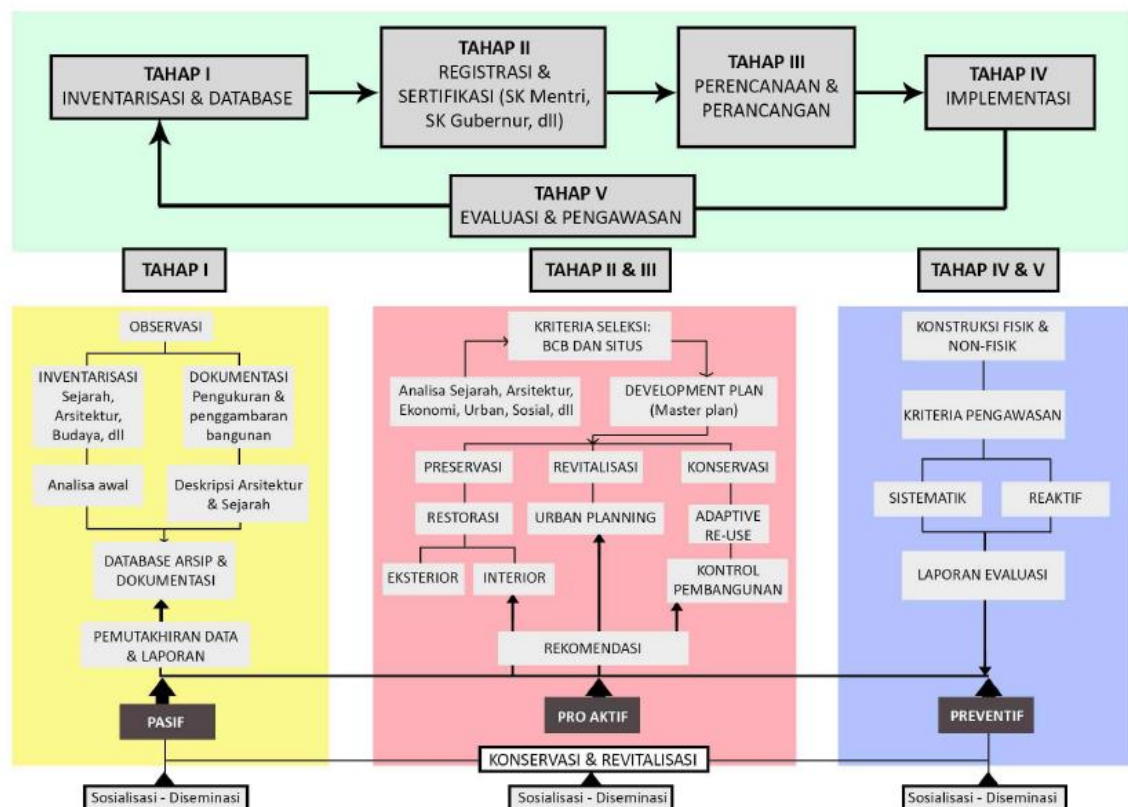 TAHAP I
INVENTARISASI & DATABASE
TAHAP II
REGISTRASI &
SERTIFIKASI (SK Mentri,
SK Gubernur, dll)
TAHAP III
PERENCANAAN &
PERANCANGAN
TAHAP IV
IMPLEMENTASI
TAHAP V
EVALUASI & PENGAWASAN
TAHAP I
TAHAP II & III
TAHAP IV & V
OBSERVASI
INVENTARISASI
Sejarah,
Arsitektur,
Budaya, dll
DOKUMENTASI
Pengukuran &
penggambaran
bangunan
Analisa awal
Deskripsi Arsitektur
& Sejarah
DATABASE ARSIP &
DOKUMENTASI
PEMUTAKHIRAN DATA
& LAPORAN
PASIF
KRITERIA SELEKSI:
BCB DAN SITUS
Analisa Sejarah, Arsitektur,
Ekonomi, Urban, Sosial, dll
DEVELOPMENT PLAN
(Master plan)
PRESERVASI
REVITALISASI
KONSERVASI
RESTORASI
URBAN PLANNING
ADAPTIVE
RE-USE
EKSTERIOR
INTERIOR
KONTROL
PEMBANGUNAN
REKOMENDASI
PRO AKTIF
KONSTRUKSI FISIK &
NON-FISIK
KRITERIA PENGAWASAN
SISTEMATIK
REAKTIF
LAPORAN EVALUASI
PREVENTIF
KONSERVASI & REVITALISASI
Sosialisasi - Diseminasi
Sosialisasi - Diseminasi
Sosialisasi - Diseminasi